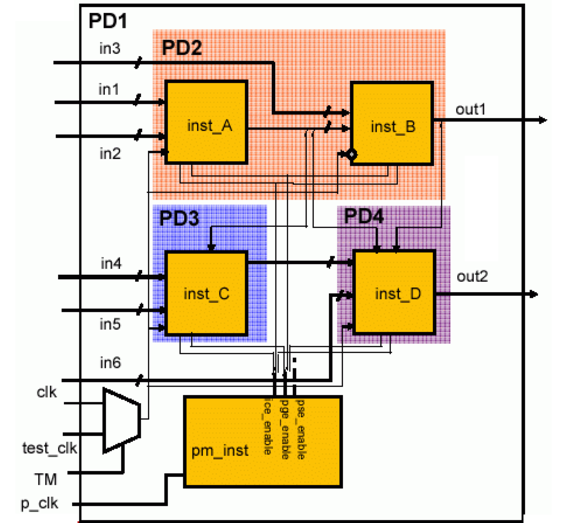 PD1
in3
PD2
in1
inst_A
inst_B
out1
in2
PD3
PD4
in4
inst_C
inst_D
out2
in5
in6
clk
ice_enable
pge_enable
pse_enable
test_clk
pm_inst
TM
p_clk